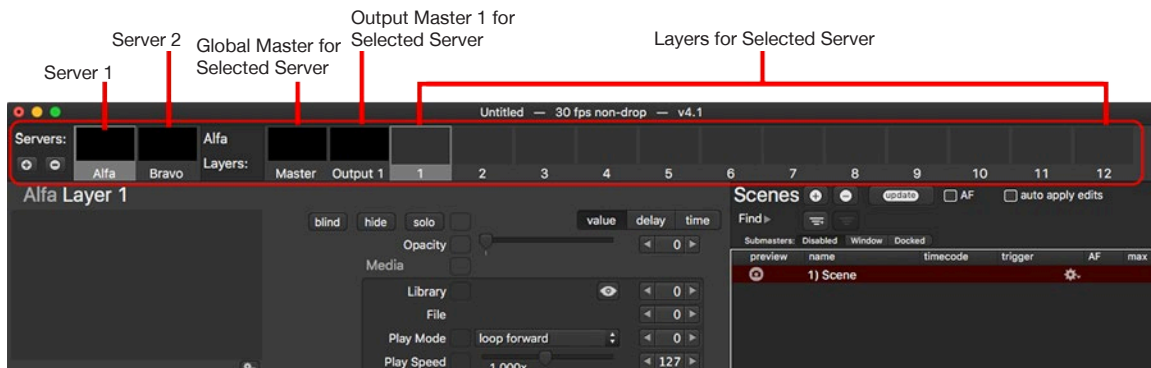 Output Master 1 for
Selected Server
Server 2
Global Master for
Selected Server
Layers for Selected Server
Server 1
Untitled — 30 fps non-drop — v4.1
Servers:
Alfa
Layers:
Alfa Bravo Master Output 1 1 2 3 4 5 6 7 8 9 10 11 12
Alfa Layer 1
Scenes update AF auto apply edits
blind hide solo value delay time
Find
Opacity 0
Submasters: Disabled Window Docked
Media
preview name timecode trigger AF max
Library 0
1) Scene
File 0
Play Mode loop forward 0
Play Speed 1.000x 127